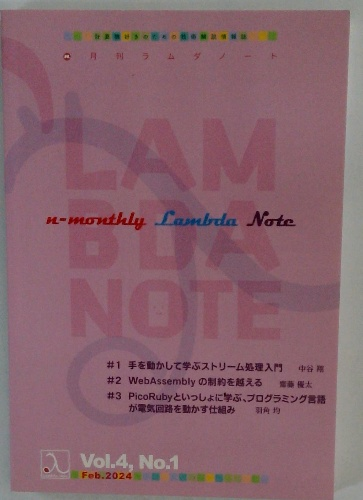 月刊ラムダノート
LAM
BDA
NOTE
n-monthly Lambda Note
#1 手を動かして学ぶストリーム処理入門 中谷 翔
#2 WebAssembly の制約を越える 齋藤 優太
#3 PicoRubyといっしょに学ぶ、プログラミング言語
が電気回路を動かす仕組み 羽角 均
λ
Vol.4, No.1
Feb.2024